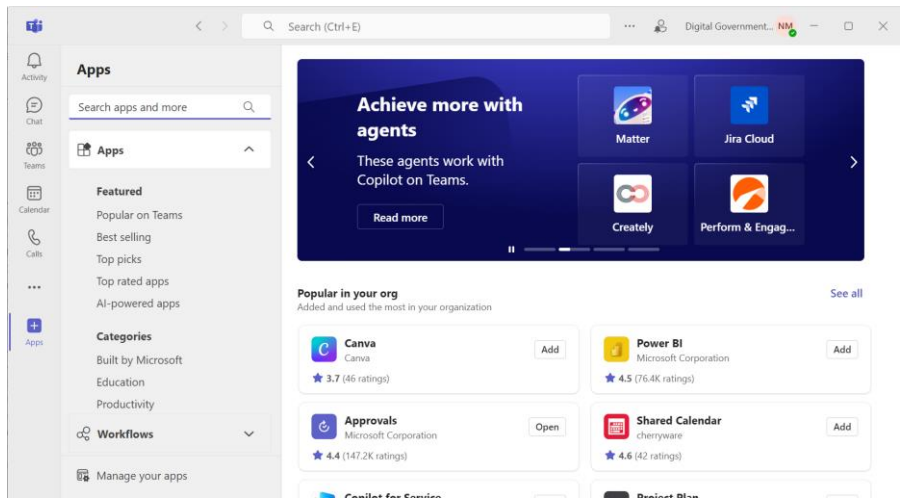 Search (Ctrl+E)
Digital Government...
NM
Activity
Chat
Teams
Calendar
Calls
Apps
Apps
Search apps and more
Apps
Featured
Popular on Teams
Best selling
Top picks
Top rated apps
AI-powered apps
Categories
Built by Microsoft
Education
Productivity
Workflows
Manage your apps
Achieve more with
agents
These agents work with
Copilot on Teams.
Read more
Matter
Jira Cloud
Creately
Perform & Engag...
Popular in your org
See all
Added and used the most in your organization
Canva
Canva
Add
3.7 (46 ratings)
Power BI
Microsoft Corporation
Add
4.5 (76.4K ratings)
Approvals
Microsoft Corporation
Open
4.4 (147.2K ratings)
Shared Calendar
cherryware
Add
4.6 (42 ratings)
Copilot for Service
Project Plan